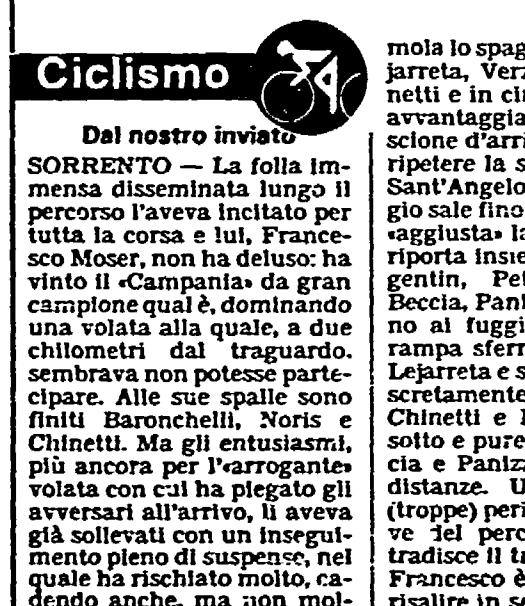 Ciclismo
Dal nostro inviato
SORRENTO — La folla im-
mensa disseminata lungo il
percorso l'aveva incitato per
tutta la corsa e lui, France-
sco Moser, non ha deluso: ha
vinto il «Campania» da gran
campione qual è, dominando
una volata alla quale, a due
chilometri dal traguardo,
sembrava non potesse parte-
cipare. Alle sue spalle sono
finiti Baronchelli, Noris e
Chinetti. Ma gli entusiasmi,
più ancora per l'«arrogante»
volata con cui ha piegato gli
avversari all'arrivo, li aveva
già sollevati con un insegui-
mento pieno di suspense, nel
quale ha rischiato molto, ca-
dendo anche, ma non mol-
mola lo spag
jarreta, Verz
netti e in cin
avvantaggia
scione d'arri
ripetere la s
Sant'Angelo
gio sale fino
«aggiusta» la
riporta insie
gentin, Pet
Beccia, Pani
no ai fuggi
rampa sferr
Lejarreta e s
scretamente
Chinetti e
sotto e pure
cia e Paniz
distanze. U
(troppe) peri
ve del perc
tradisce il tr
Francesco è
risalire in s